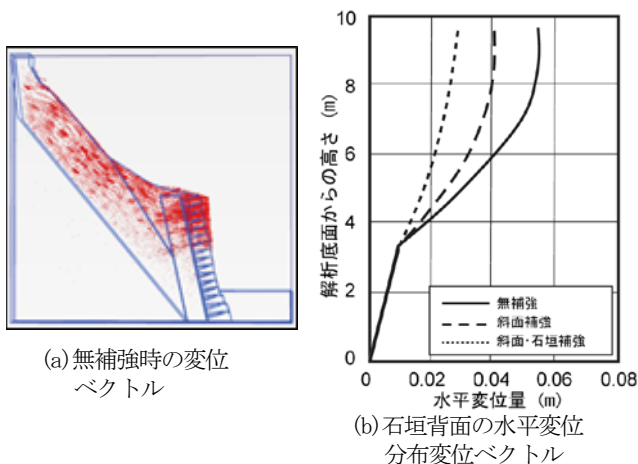 (a)無補強時の変位
ベクトル
解析底面からの高さ (m)
10
8
6
4
2
0
無補強
斜面補強
斜面・石垣補強
0
0.02
0.04
0.06
0.08
水平変位量 (m)
(b)石垣背面の水平変位
分布変位ベクトル